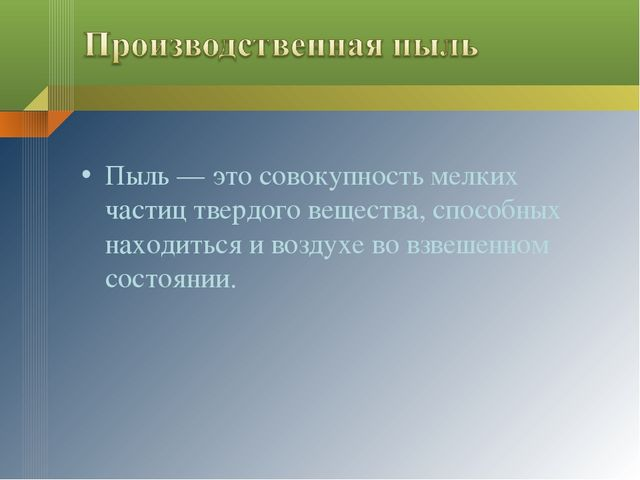 Производственная пыль
• Пыль — это совокупность мелких
частиц твердого вещества, способных
находиться и воздухе во взвешенном
состоянии.